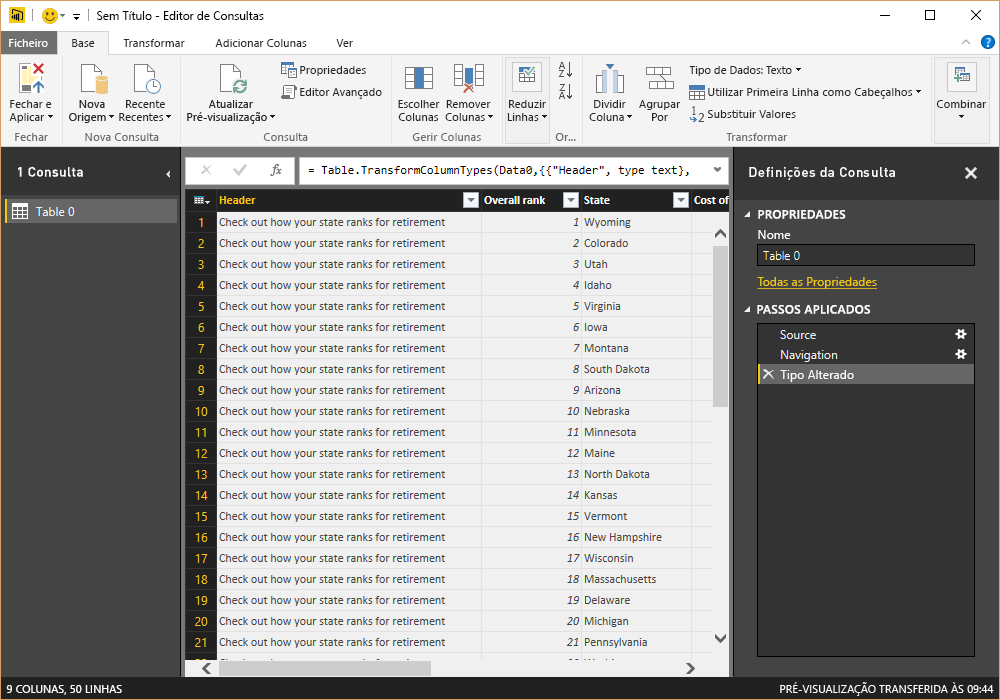 Sem Título - Editor de Consultas
Ficheiro Base Transformar Adicionar Colunas Ver
Fechar e Aplicar
Nova Origem
Recente Recentes
Atualizar Pré-visualização
Propriedades
Editor Avançado
Escolher Colunas
Remover Colunas
Reduzir Linhas
Dividir Coluna
Agrupar Por
Tipo de Dados: Texto
Utilizar Primeira Linha como Cabeçalhos
Substituir Valores
Combinar
Fechar Nova Consulta Consulta Gerir Colunas Or... Transformar
1 Consulta
Table 0
fx = Table.TransformColumnTypes(Data0,{{"Header", type text},
Header Overall rank State Cost of
1 Check out how your state ranks for retirement 1 Wyoming
2 Check out how your state ranks for retirement 2 Colorado
3 Check out how your state ranks for retirement 3 Utah
4 Check out how your state ranks for retirement 4 Idaho
5 Check out how your state ranks for retirement 5 Virginia
6 Check out how your state ranks for retirement 6 Iowa
7 Check out how your state ranks for retirement 7 Montana
8 Check out how your state ranks for retirement 8 South Dakota
9 Check out how your state ranks for retirement 9 Arizona
10 Check out how your state ranks for retirement 10 Nebraska
11 Check out how your state ranks for retirement 11 Minnesota
12 Check out how your state ranks for retirement 12 Maine
13 Check out how your state ranks for retirement 13 North Dakota
14 Check out how your state ranks for retirement 14 Kansas
15 Check out how your state ranks for retirement 15 Vermont
16 Check out how your state ranks for retirement 16 New Hampshire
17 Check out how your state ranks for retirement 17 Wisconsin
18 Check out how your state ranks for retirement 18 Massachusetts
19 Check out how your state ranks for retirement 19 Delaware
20 Check out how your state ranks for retirement 20 Michigan
21 Check out how your state ranks for retirement 21 Pennsylvania
Definições da Consulta
PROPRIEDADES
Nome
Table 0
Todas as Propriedades
PASSOS APLICADOS
Source
Navigation
Tipo Alterado
9 COLUNAS, 50 LINHAS
PRÉ-VISUALIZAÇÃO TRANSFERIDA ÀS 09:44